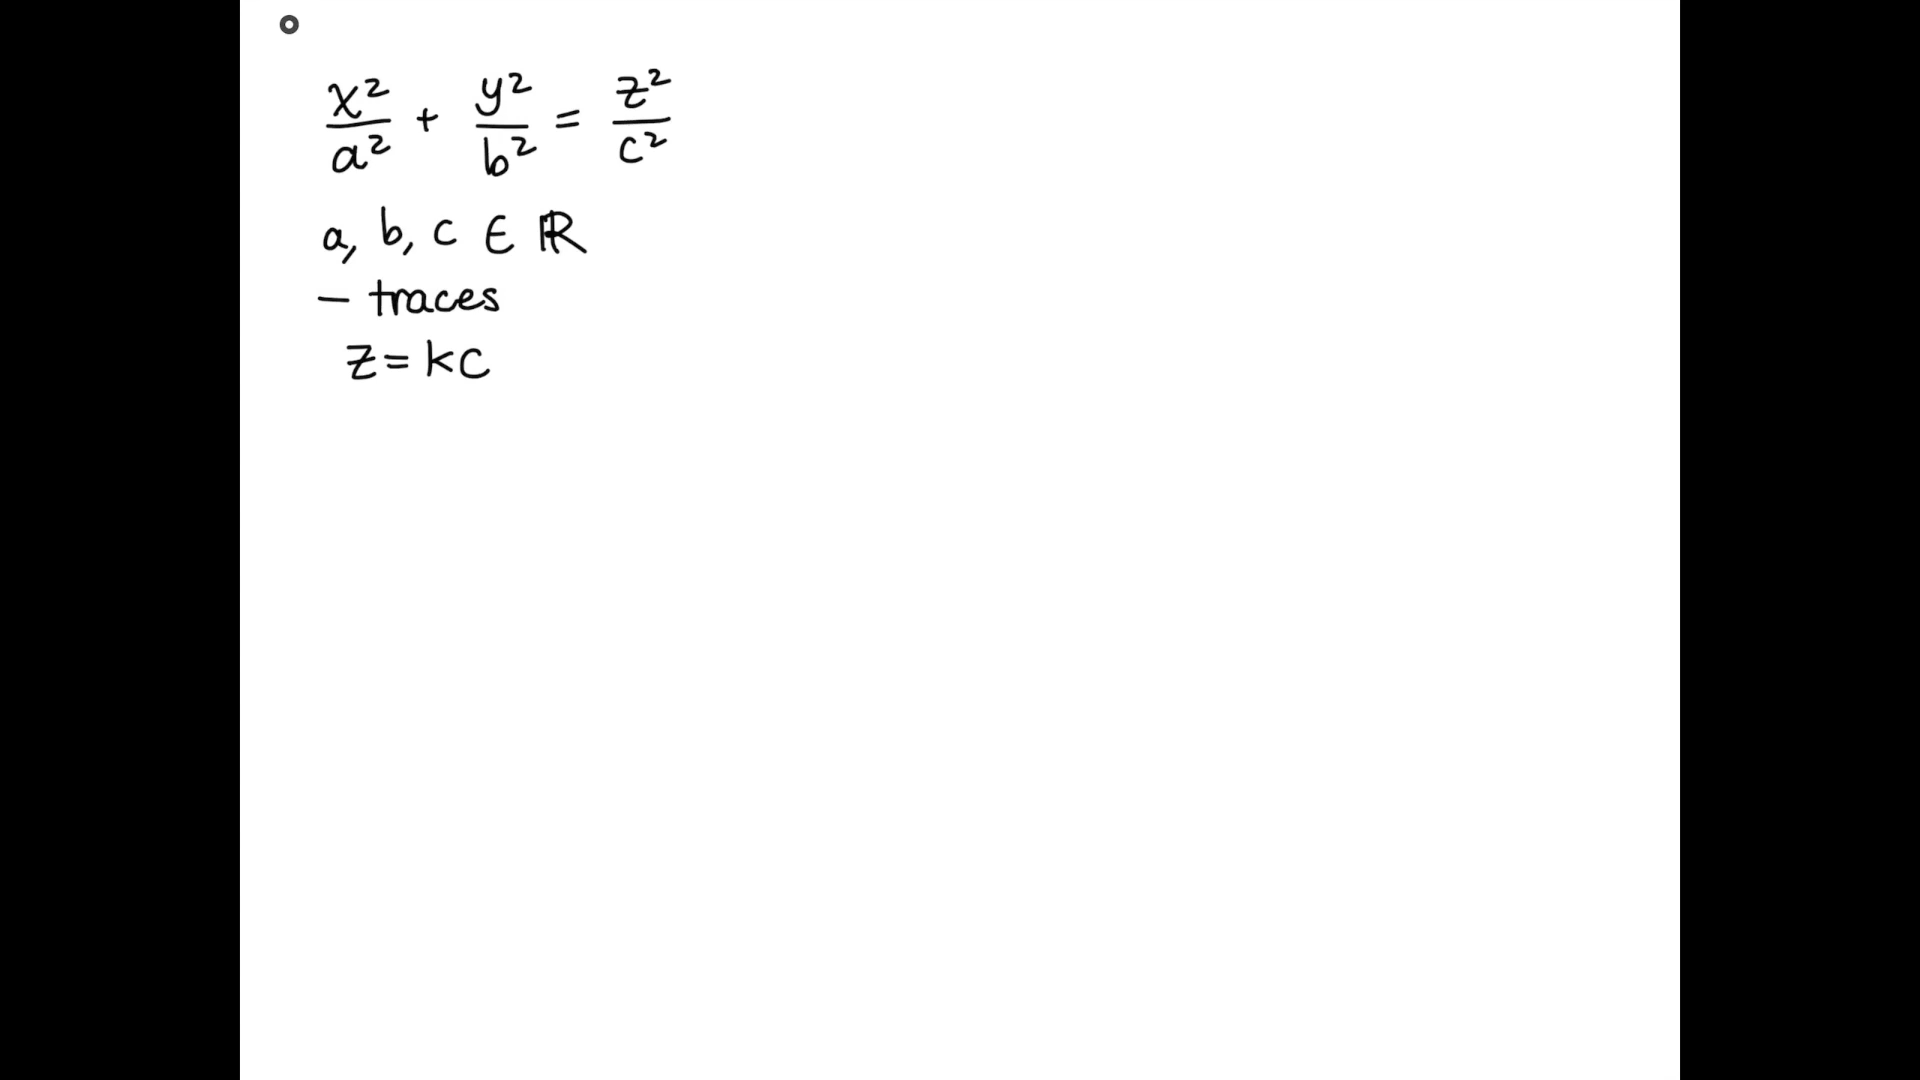 x²/a² + y²/b² = z²/c²
a, b, c ∈ ℝ
— traces
z = kc